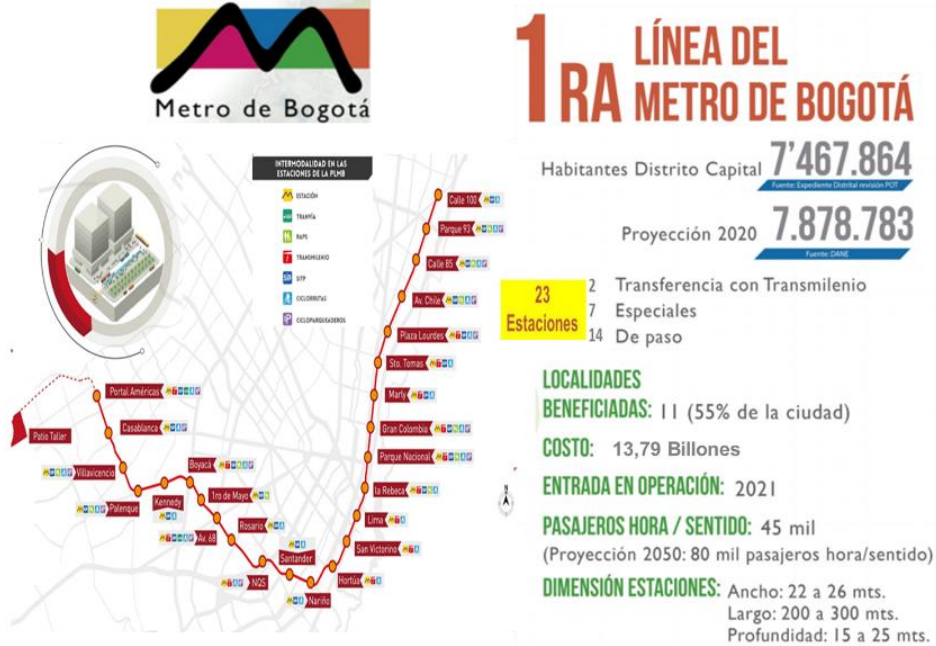 Metro de Bogotá
1RA
LÍNEA DEL
METRO DE BOGOTÁ
Habitantes Distrito Capital 7'467.864
Fuente: Expediente Distrital revisión POT
Proyección 2020 7.878.783
Fuente: DANE
23
Estaciones
2 Transferencia con Transmilenio
7 Especiales
14 De paso
LOCALIDADES
BENEFICIADAS: 11 (55% de la ciudad)
COSTO: 13,79 Billones
ENTRADA EN OPERACIÓN: 2021
PASAJEROS HORA / SENTIDO: 45 mil
(Proyección 2050: 80 mil pasajeros hora/sentido)
DIMENSIÓN ESTACIONES: Ancho: 22 a 26 mts.
Largo: 200 a 300 mts.
Profundidad: 15 a 25 mts.
INTERMODALIDAD EN LAS
ESTACIONES DE LA PLMB
ESTACIÓN
TRANVÍA
RAPS
TRANSMILENIO
SITP
CICLORRUTAS
CICLOPARQUEADEROS
Calle 100
Parque 93
Calle 85
Av. Chile
Plaza Lourdes
Sto. Tomas
Marly
Gran Colombia
Parque Nacional
la Rebeca
Lima
San Victorino
Hortúa
Nariño
Santander
NQS
Rosario
Av. 68
1ro de Mayo
Boyacá
Kennedy
Palenque
Villavicencio
Casablanca
Portal Américas
Patio Taller
N